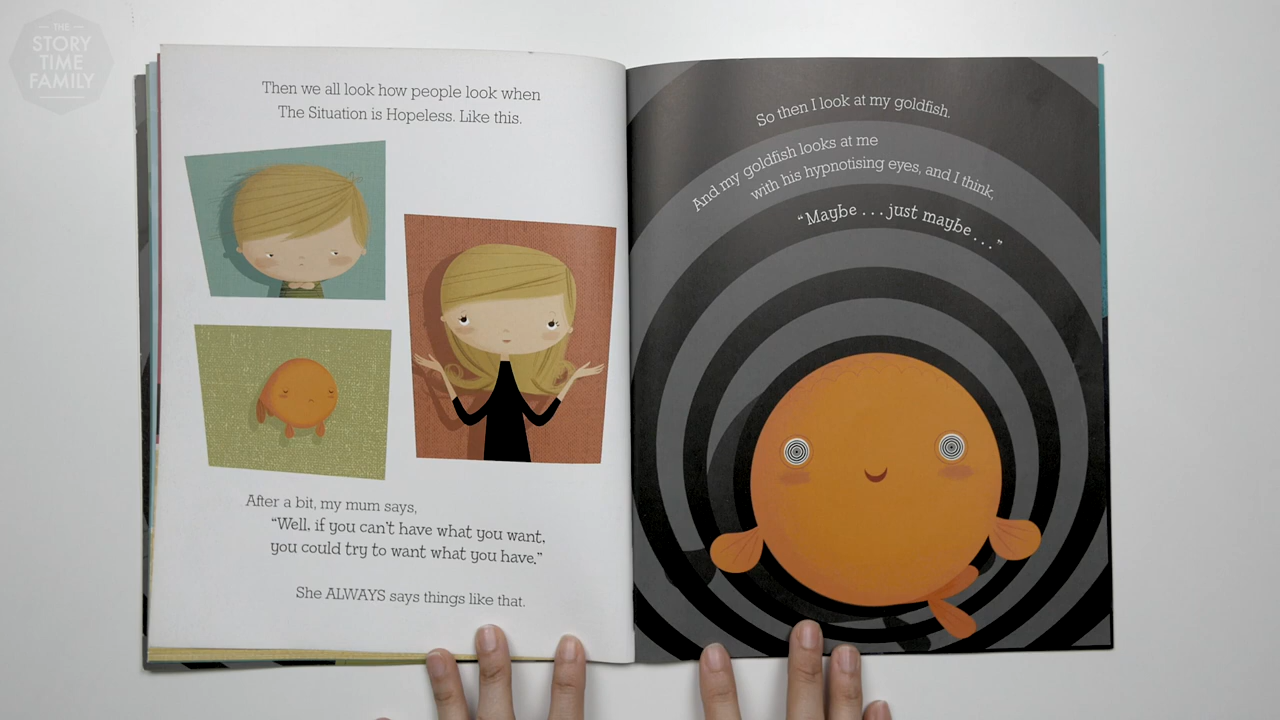 THE
STORY
TIME
FAMILY
Then we all look how people look when
The Situation is Hopeless. Like this.
After a bit, my mum says,
“Well, if you can’t have what you want,
you could try to want what you have.”
She ALWAYS says things like that.
So then I look at my goldfish.
And my goldfish looks at me
with his hypnotising eyes, and I think,
“Maybe . . . just maybe . . .”